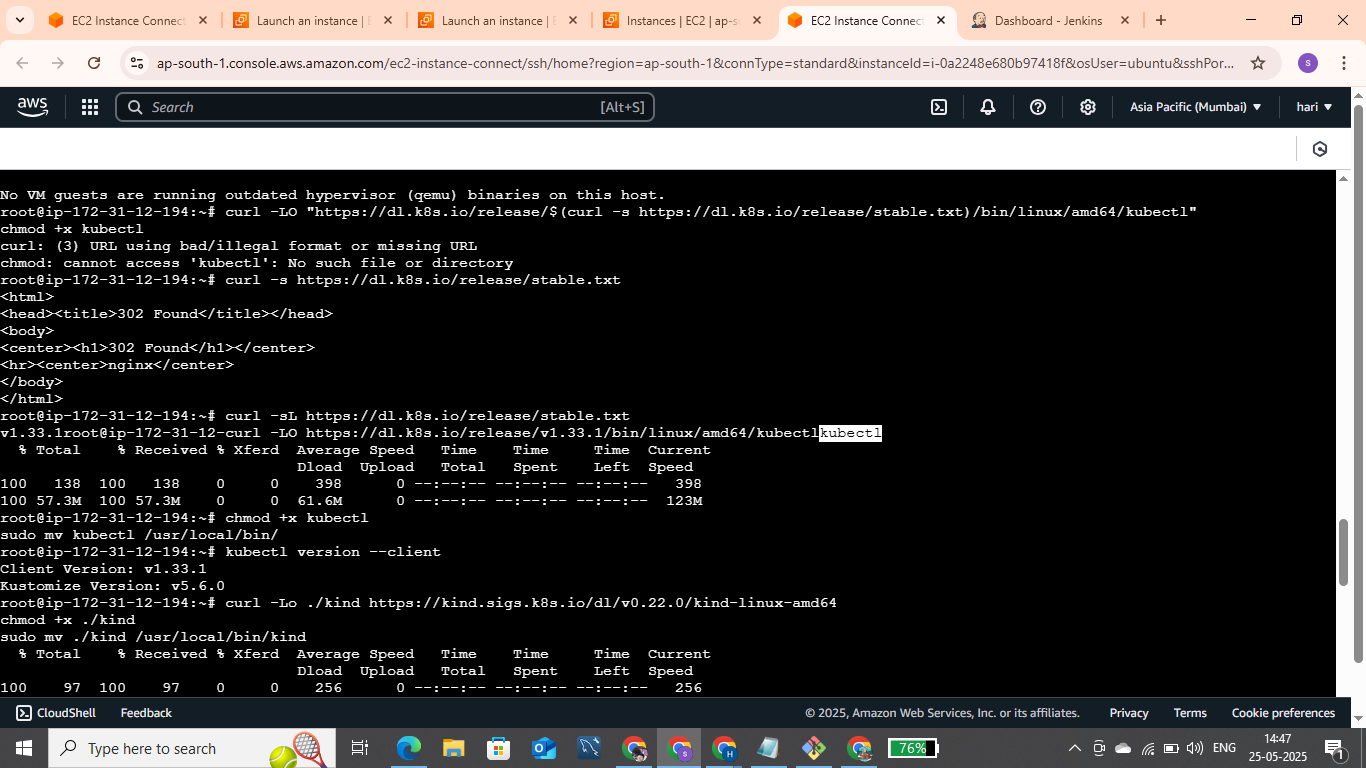 EC2 Instance Connect
Launch an instance | E
Launch an instance | E
Instances | EC2 | ap-s
EC2 Instance Connect
Dashboard - Jenkins
ap-south-1.console.aws.amazon.com/ec2-instance-connect/ssh/home?region=ap-south-1&connType=standard&instanceId=i-0a2248e680b97418f&osUser=ubuntu&sshPor...
s
aws
Search
[Alt+S]
Asia Pacific (Mumbai)
hari
No VM guests are running outdated hypervisor (qemu) binaries on this host.
root@ip-172-31-12-194:~# curl -LO "https://dl.k8s.io/release/$(curl -s https://dl.k8s.io/release/stable.txt)/bin/linux/amd64/kubectl"
chmod +x kubectl
curl: (3) URL using bad/illegal format or missing URL
chmod: cannot access 'kubectl': No such file or directory
root@ip-172-31-12-194:~# curl -s https://dl.k8s.io/release/stable.txt
<html>
<head><title>302 Found</title></head>
<body>
<center><h1>302 Found</h1></center>
<hr><center>nginx</center>
</body>
</html>
root@ip-172-31-12-194:~# curl -sL https://dl.k8s.io/release/stable.txt
v1.33.1root@ip-172-31-12-curl -LO https://dl.k8s.io/release/v1.33.1/bin/linux/amd64/kubectlkubectl
% Total % Received % Xferd Average Speed Time Time Time Current
Dload Upload Total Spent Left Speed
100 138 100 138 0 0 398 0 --:--:-- --:--:-- --:--:-- 398
100 57.3M 100 57.3M 0 0 61.6M 0 --:--:-- --:--:-- --:--:-- 123M
root@ip-172-31-12-194:~# chmod +x kubectl
sudo mv kubectl /usr/local/bin/
root@ip-172-31-12-194:~# kubectl version --client
Client Version: v1.33.1
Kustomize Version: v5.6.0
root@ip-172-31-12-194:~# curl -Lo ./kind https://kind.sigs.k8s.io/dl/v0.22.0/kind-linux-amd64
chmod +x ./kind
sudo mv ./kind /usr/local/bin/kind
% Total % Received % Xferd Average Speed Time Time Time Current
Dload Upload Total Spent Left Speed
100 97 100 97 0 0 256 0 --:--:-- --:--:-- --:--:-- 256
CloudShell
Feedback
© 2025, Amazon Web Services, Inc. or its affiliates.
Privacy
Terms
Cookie preferences
Type here to search
76%
ENG
14:47
25-05-2025
1